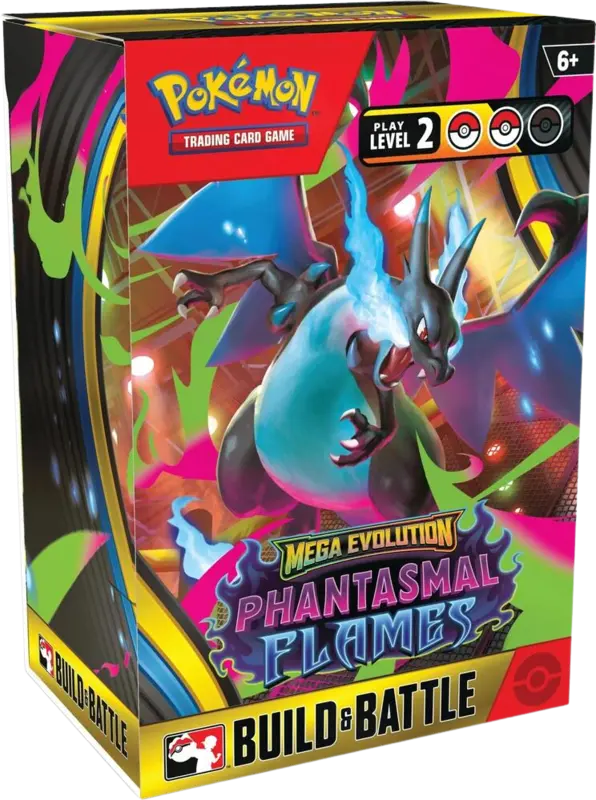 POKéMON
TRADING CARD GAME
PLAY
LEVEL 2
6+
MEGA EVOLUTION
PHANTASMAL
FLAMES
BUILD & BATTLE
BUILD & BATTLE